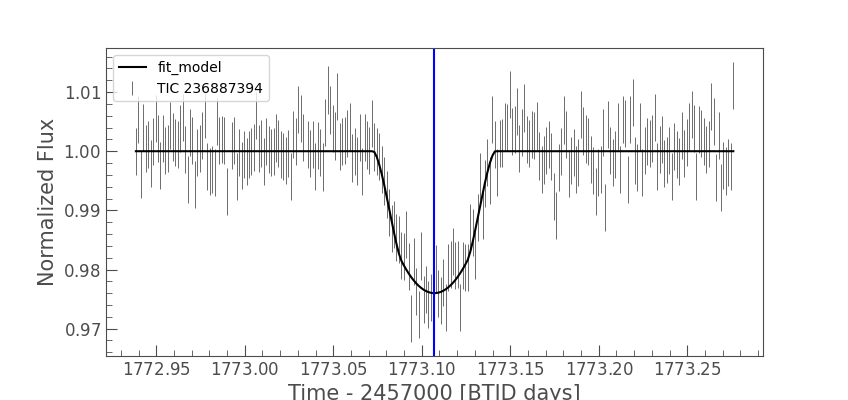 fit_model
TIC 236887394
1.01
1.00
0.99
0.98
0.97
Normalized Flux
1772.95 1773.00 1773.05 1773.10 1773.15 1773.20 1773.25
Time - 2457000 [BTJD days]